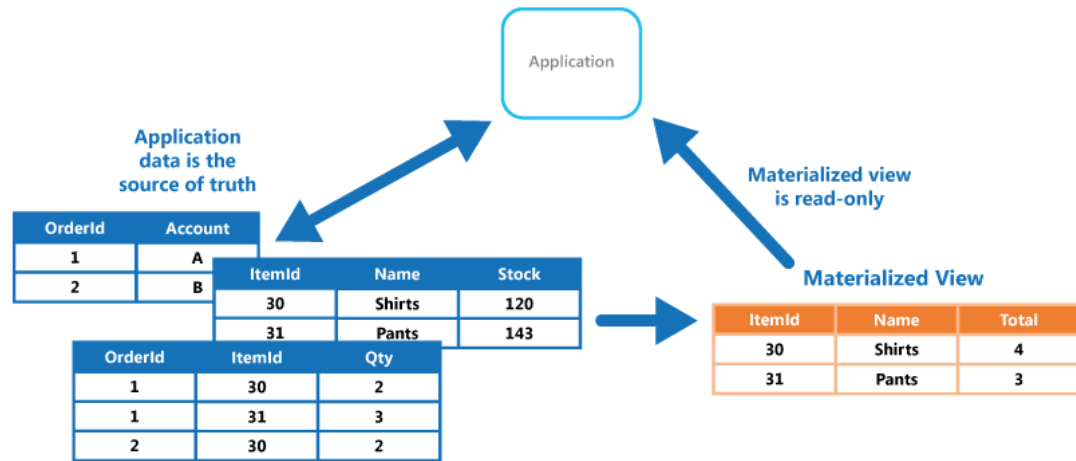 Application
Application
data is the
source of truth
Materialized view
is read-only
OrderId Account
1 A
2 B
ItemId Name Stock
30 Shirts 120
31 Pants 143
OrderId ItemId Qty
1 30 2
1 31 3
2 30 2
Materialized View
ItemId Name Total
30 Shirts 4
31 Pants 3